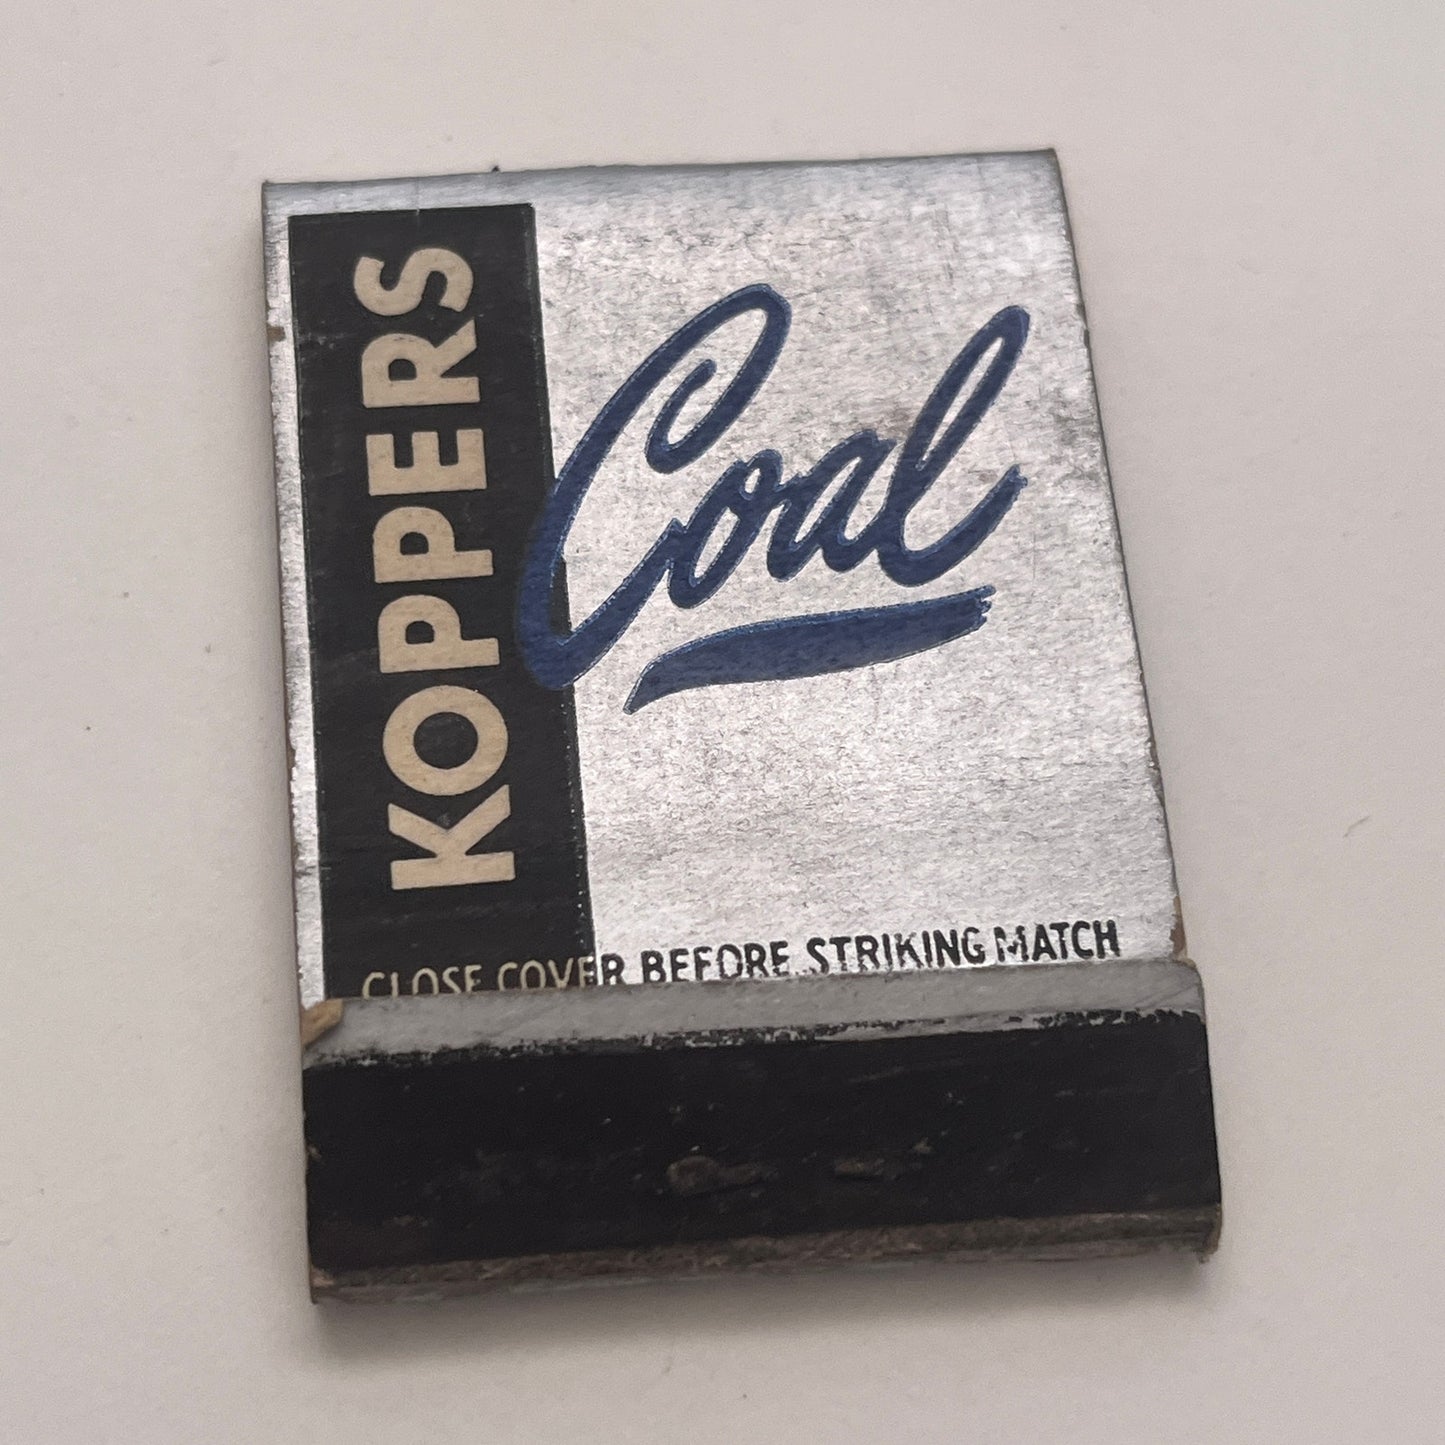 KOPPERS
Coal
CLOSE COVER BEFORE STRIKING MATCH